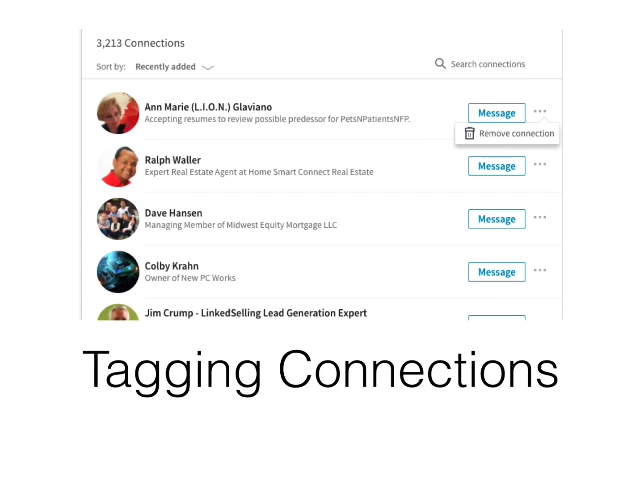 3,213 Connections
Sort by: Recently added
Search connections
Ann Marie (L.I.O.N.) Glaviano
Accepting resumes to review possible predessor for PetsNPatientsNFP.
Message
Remove connection
Ralph Waller
Expert Real Estate Agent at Home Smart Connect Real Estate
Message
Dave Hansen
Managing Member of Midwest Equity Mortgage LLC
Message
Colby Krahn
Owner of New PC Works
Message
Jim Crump - LinkedSelling Lead Generation Expert
Tagging Connections